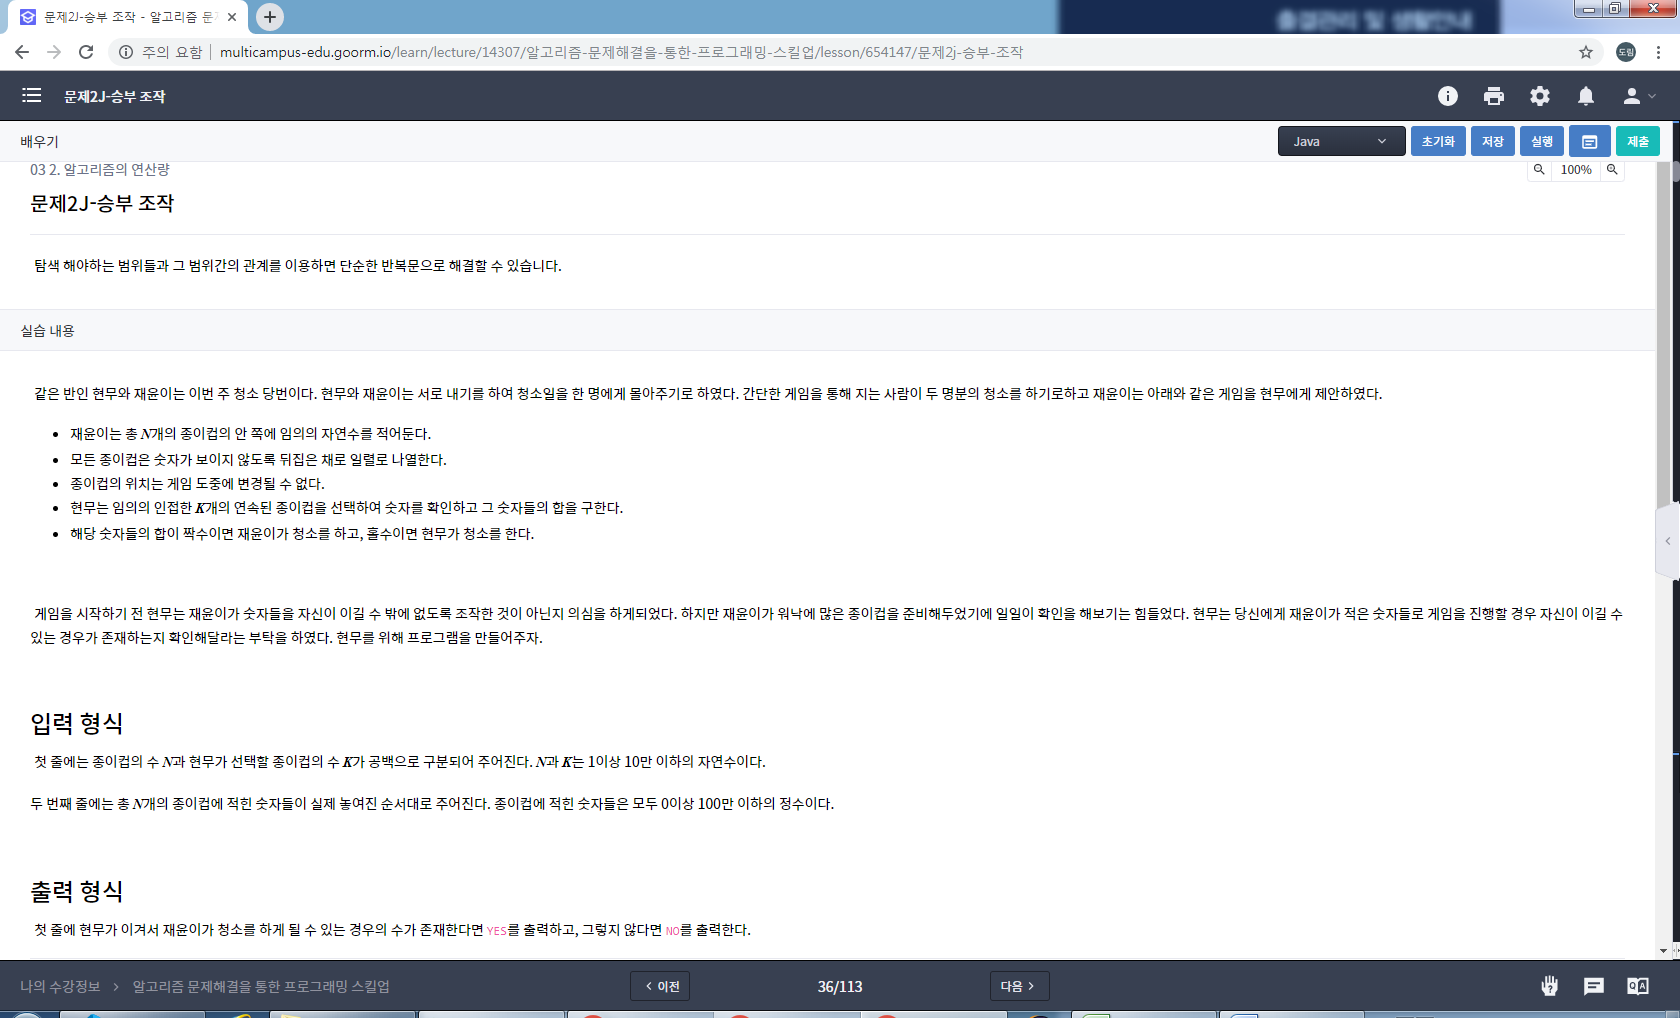 문제2J-승부 조작 - 알고리즘 문
주의 요함 multicampus-edu.goorm.io/learn/lecture/14307/알고리즘-문제해결을-통한-프로그래밍-스킬업/lesson/654147/문제2j-승부-조작
도림
문제2J-승부 조작
배우기
Java
초기화
저장
실행
제출
03 2. 알고리즘의 연산량
100%
문제2J-승부 조작
탐색 해야하는 범위들과 그 범위간의 관계를 이용하면 단순한 반복문으로 해결할 수 있습니다.
실습 내용
같은 반인 현무와 재윤이는 이번 주 청소 당번이다. 현무와 재윤이는 서로 내기를 하여 청소일을 한 명에게 몰아주기로 하였다. 간단한 게임을 통해 지는 사람이 두 명분의 청소를 하기로하고 재윤이는 아래와 같은 게임을 현무에게 제안하였다.
• 재윤이는 총 N개의 종이컵의 안 쪽에 임의의 자연수를 적어둔다.
• 모든 종이컵은 숫자가 보이지 않도록 뒤집은 채로 일렬로 나열한다.
• 종이컵의 위치는 게임 도중에 변경될 수 없다.
• 현무는 임의의 인접한 K개의 연속된 종이컵을 선택하여 숫자를 확인하고 그 숫자들의 합을 구한다.
• 해당 숫자들의 합이 짝수이면 재윤이가 청소를 하고, 홀수이면 현무가 청소를 한다.
게임을 시작하기 전 현무는 재윤이가 숫자들을 자신이 이길 수 밖에 없도록 조작한 것이 아닌지 의심을 하게되었다. 하지만 재윤이가 워낙에 많은 종이컵을 준비해두었기에 일일이 확인을 해보기는 힘들었다. 현무는 당신에게 재윤이가 적은 숫자들로 게임을 진행할 경우 자신이 이길 수
있는 경우가 존재하는지 확인해달라는 부탁을 하였다. 현무를 위해 프로그램을 만들어주자.
입력 형식
첫 줄에는 종이컵의 수 N과 현무가 선택할 종이컵의 수 K가 공백으로 구분되어 주어진다. N과 K는 1이상 10만 이하의 자연수이다.
두 번째 줄에는 총 N개의 종이컵에 적힌 숫자들이 실제 놓여진 순서대로 주어진다. 종이컵에 적힌 숫자들은 모두 0이상 100만 이하의 정수이다.
출력 형식
첫 줄에 현무가 이겨서 재윤이가 청소를 하게 될 수 있는 경우의 수가 존재한다면 YES를 출력하고, 그렇지 않다면 NO를 출력한다.
나의 수강정보 > 알고리즘 문제해결을 통한 프로그래밍 스킬업
< 이전
36/113
다음 >
Q A